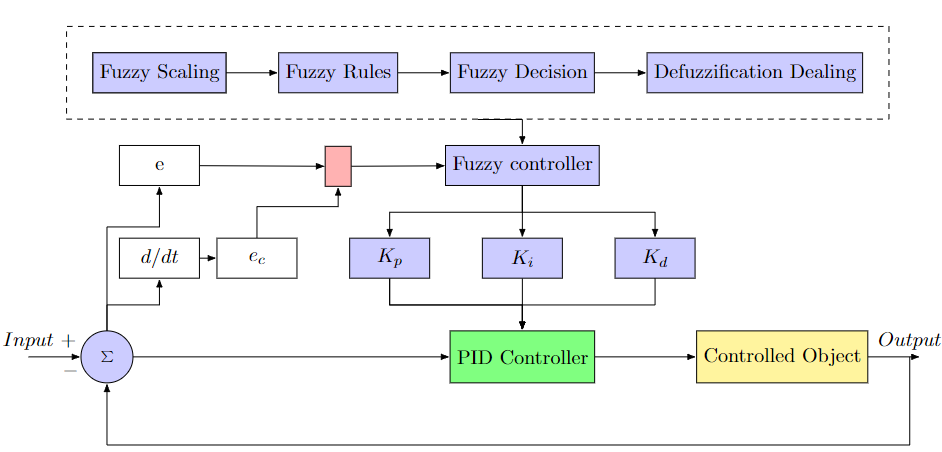 Fuzzy Scaling
Fuzzy Rules
Fuzzy Decision
Defuzzification Dealing
e
Fuzzy controller
d/dt
e_c
K_p
K_i
K_d
Input +
−
Σ
PID Controller
Controlled Object
Output